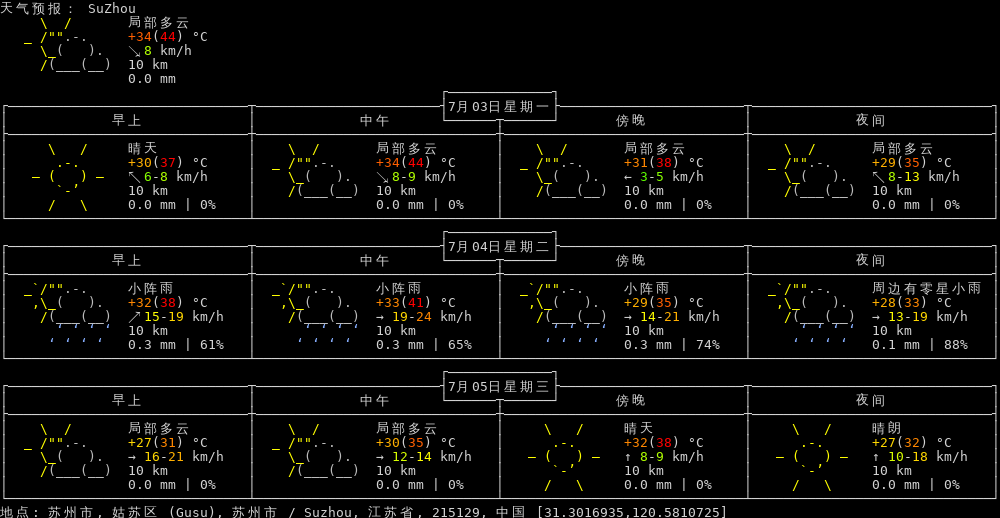 天气预报: SuZhou
局部多云
+34(44) °C
↘ 8 km/h
10 km
0.0 mm
7月03日星期一
早上 中午 傍晚 夜间
晴天 局部多云 局部多云 局部多云
+30(37) °C +34(44) °C +31(38) °C +29(35) °C
↖ 6-8 km/h ↘ 8-9 km/h ← 3-5 km/h ↖ 8-13 km/h
10 km 10 km 10 km 10 km
0.0 mm | 0% 0.0 mm | 0% 0.0 mm | 0% 0.0 mm | 0%
7月04日星期二
早上 中午 傍晚 夜间
小阵雨 小阵雨 小阵雨 周边有零星小雨
+32(38) °C +33(41) °C +29(35) °C +28(33) °C
↗ 15-19 km/h → 19-24 km/h → 14-21 km/h → 13-19 km/h
10 km 10 km 10 km 10 km
0.3 mm | 61% 0.3 mm | 65% 0.3 mm | 74% 0.1 mm | 88%
7月05日星期三
早上 中午 傍晚 夜间
局部多云 局部多云 晴天 晴朗
+27(31) °C +30(35) °C +32(38) °C +27(32) °C
→ 16-21 km/h → 12-14 km/h ↑ 8-9 km/h ↑ 10-18 km/h
10 km 10 km 10 km 10 km
0.0 mm | 0% 0.0 mm | 0% 0.0 mm | 0% 0.0 mm | 0%
地点: 苏州市, 姑苏区 (Gusu), 苏州市 / Suzhou, 江苏省, 215129, 中国 [31.3016935,120.5810725]